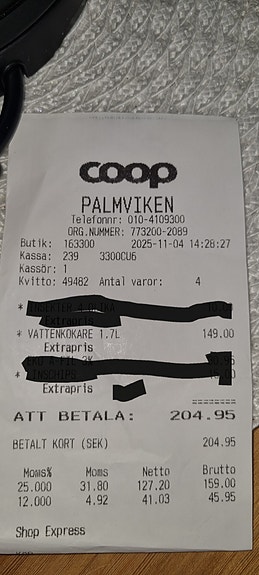 coop
PALMVIKEN
Telefonnr: 010-4109300
ORG.NUMMER: 773200-2089
Butik: 163300 2025-11-04 14:28:27
Kassa: 239 3300CU6
Kassör: 1
Kvitto: 49482 Antal varor: 4
*
Extrapris
* VATTENKOKARE 1.7L 149.00
Extrapris
*
Extrapris
=========
ATT BETALA: 204.95
BETALT KORT (SEK) 204.95
Moms% Moms Netto Brutto
25.000 31.80 127.20 159.00
12.000 4.92 41.03 45.95
Shop Express